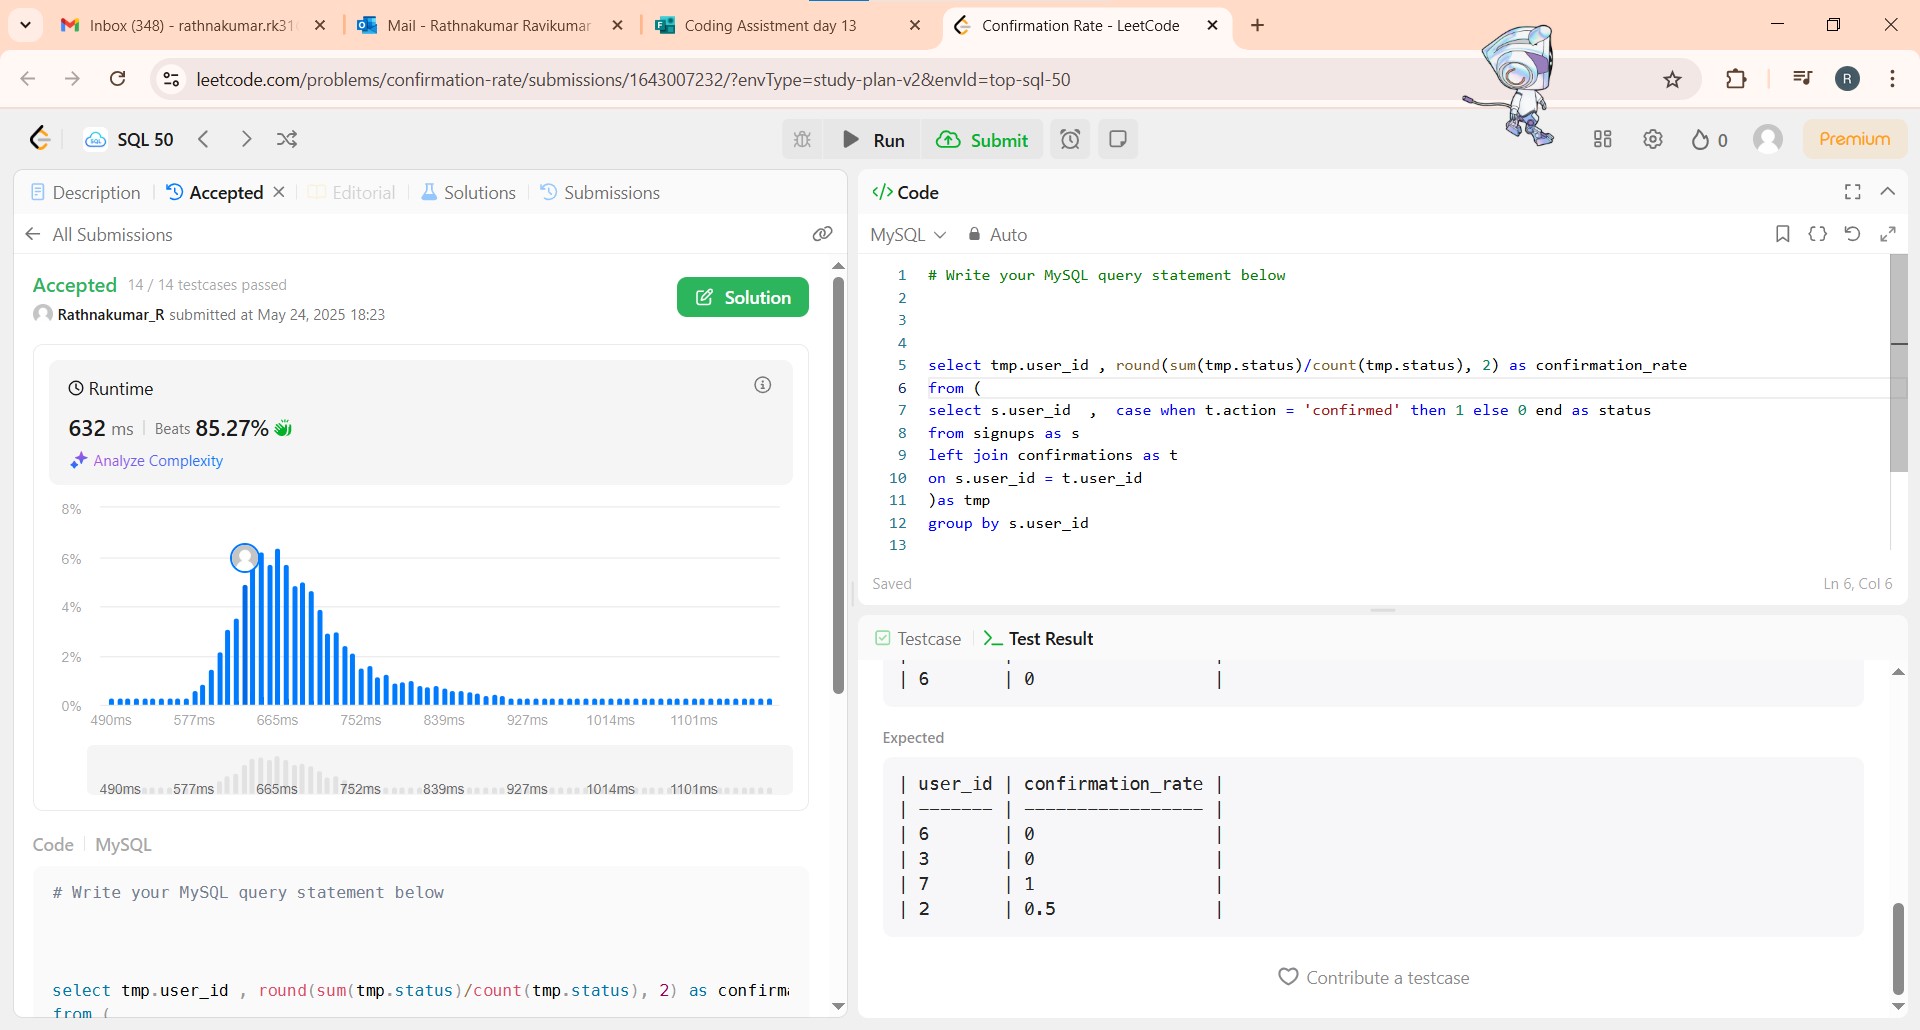 Inbox (348) - rathnakumar.rk31
Mail - Rathnakumar Ravikumar
Coding Assistment day 13
Confirmation Rate - LeetCode
leetcode.com/problems/confirmation-rate/submissions/1643007232/?envType=study-plan-v2&envId=top-sql-50
R
SQL 50
Run
Submit
0
Premium
Description
Accepted
Editorial
Solutions
Submissions
All Submissions
Accepted 14 / 14 testcases passed
Rathnakumar_R submitted at May 24, 2025 18:23
Solution
Runtime
632 ms Beats 85.27%
Analyze Complexity
8%
6%
4%
2%
0%
490ms 577ms 665ms 752ms 839ms 927ms 1014ms 1101ms
490ms 577ms 665ms 752ms 839ms 927ms 1014ms 1101ms
Code MySQL
# Write your MySQL query statement below
select tmp.user_id , round(sum(tmp.status)/count(tmp.status), 2) as confirm
from (
</> Code
MySQL Auto
1 # Write your MySQL query statement below
2
3
4
5 select tmp.user_id , round(sum(tmp.status)/count(tmp.status), 2) as confirmation_rate
6 from (
7 select s.user_id , case when t.action = 'confirmed' then 1 else 0 end as status
8 from signups as s
9 left join confirmations as t
10 on s.user_id = t.user_id
11 )as tmp
12 group by s.user_id
13
Saved Ln 6, Col 6
Testcase
Test Result
| 6 | 0 |
Expected
| user_id | confirmation_rate |
| ------- | ----------------- |
| 6 | 0 |
| 3 | 0 |
| 7 | 1 |
| 2 | 0.5 |
Contribute a testcase